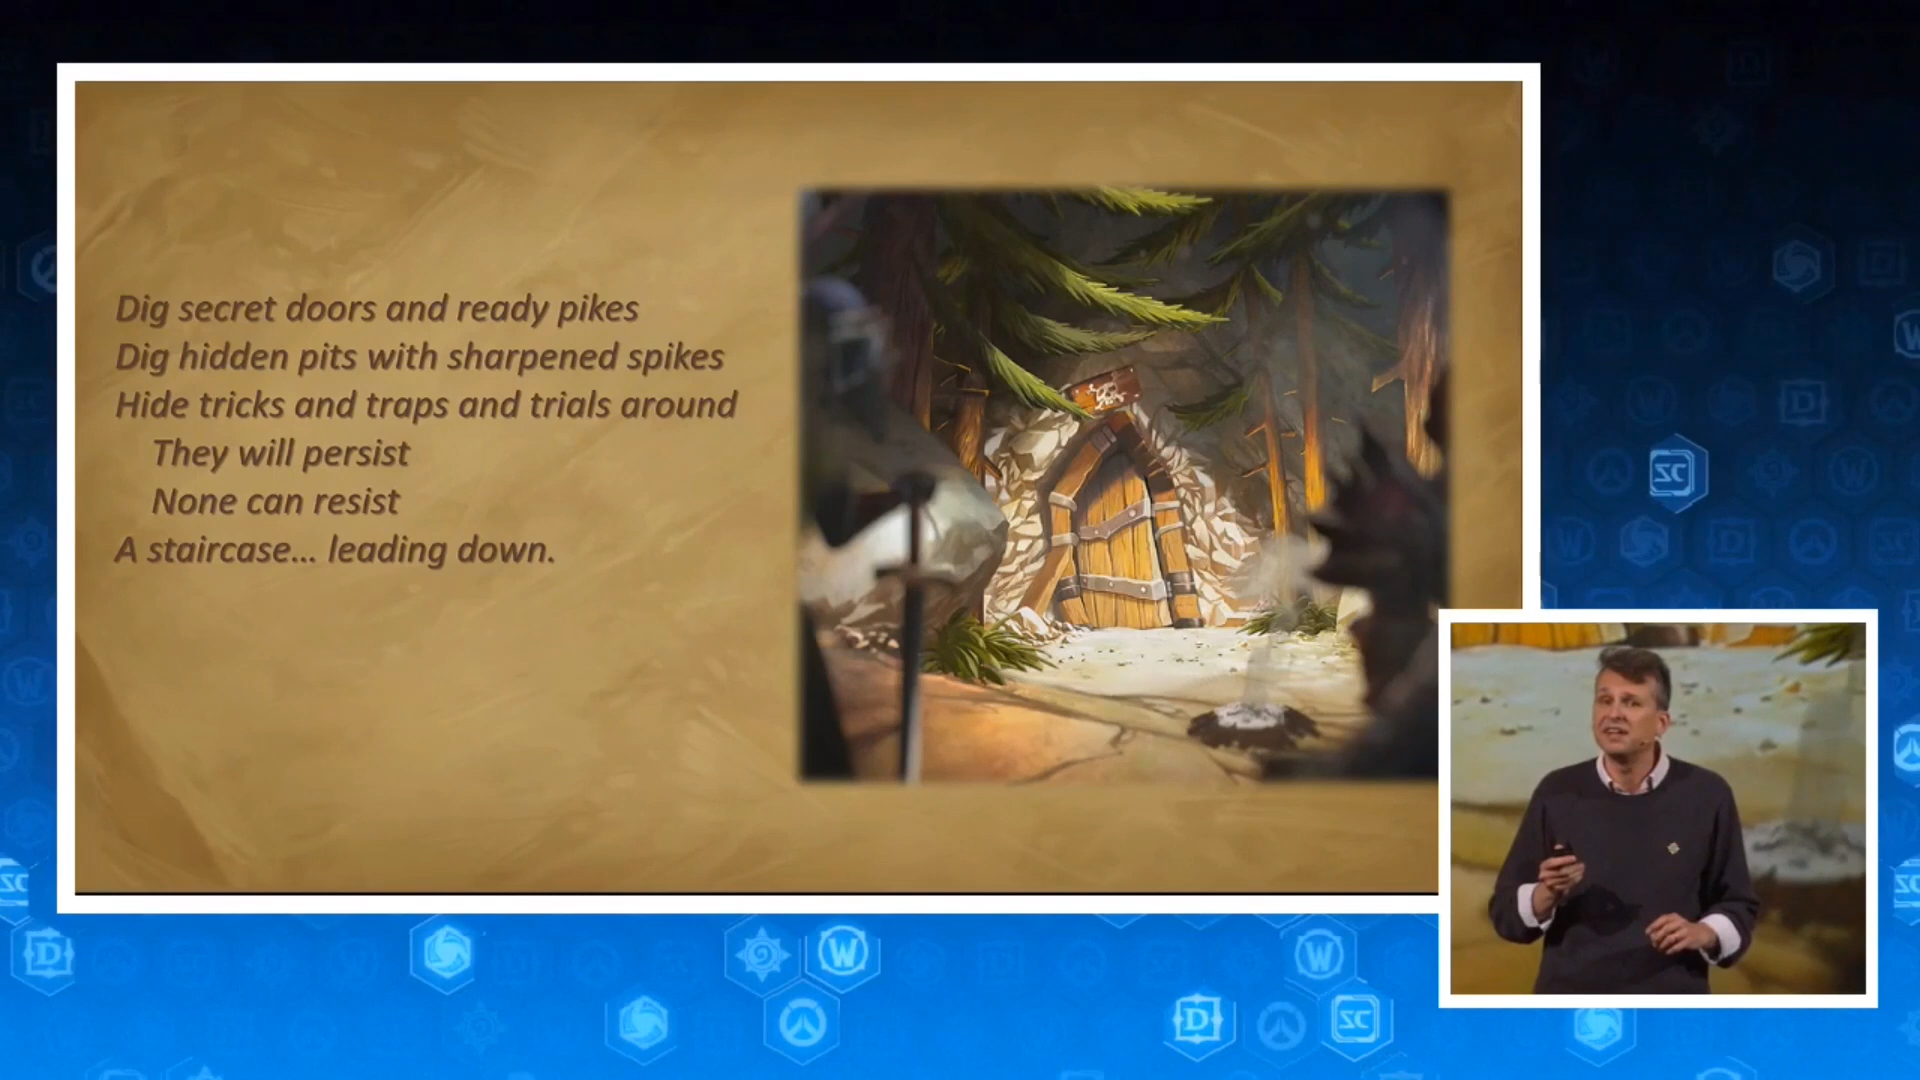 Dig secret doors and ready pikes
Dig hidden pits with sharpened spikes
Hide tricks and traps and trials around
They will persist
None can resist
A staircase... leading down.